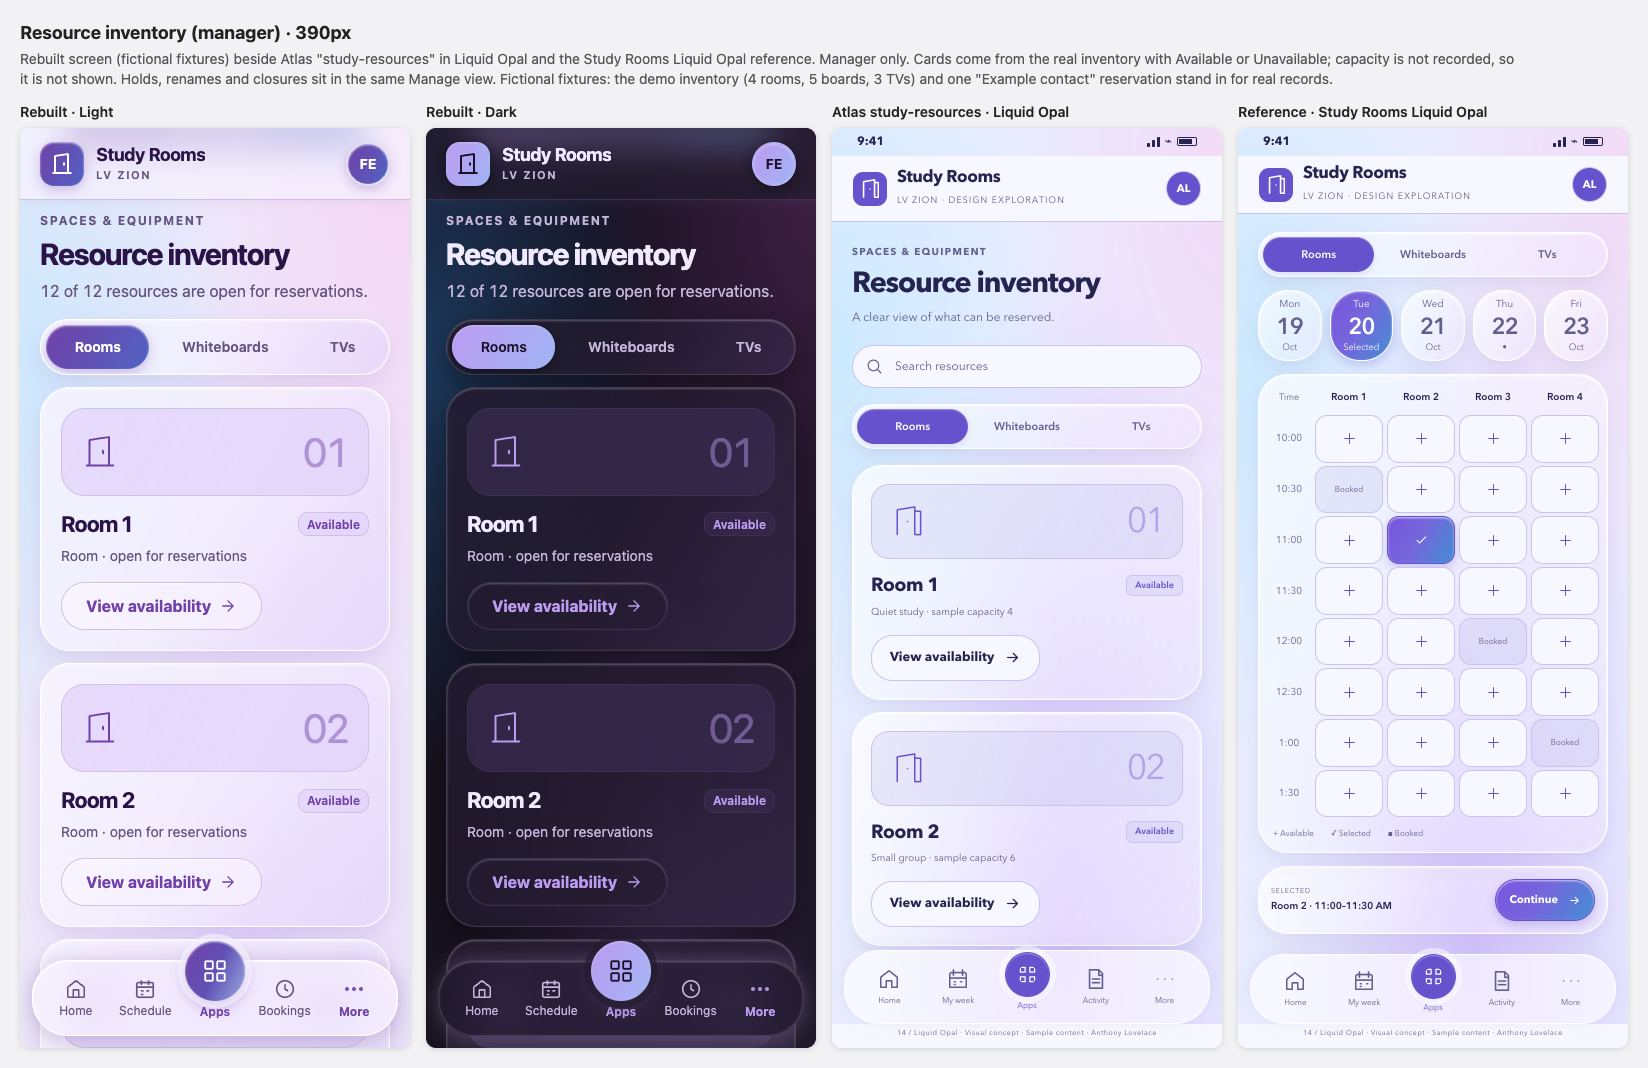 Resource inventory (manager) · 390px
Rebuilt screen (fictional fixtures) beside Atlas "study-resources" in Liquid Opal and the Study Rooms Liquid Opal reference. Manager only. Cards come from the real inventory with Available or Unavailable; capacity is not recorded, so
it is not shown. Holds, renames and closures sit in the same Manage view. Fictional fixtures: the demo inventory (4 rooms, 5 boards, 3 TVs) and one "Example contact" reservation stand in for real records.
Rebuilt · Light
Study Rooms
LV ZION
FE
SPACES & EQUIPMENT
Resource inventory
12 of 12 resources are open for reservations.
Rooms Whiteboards TVs
01
Room 1 Available
Room · open for reservations
View availability →
02
Room 2 Available
Room · open for reservations
View availability →
Home Schedule Apps Bookings More
Rebuilt · Dark
Study Rooms
LV ZION
FE
SPACES & EQUIPMENT
Resource inventory
12 of 12 resources are open for reservations.
Rooms Whiteboards TVs
01
Room 1 Available
Room · open for reservations
View availability →
02
Room 2 Available
Room · open for reservations
View availability →
Home Schedule Apps Bookings More
Atlas study-resources · Liquid Opal
9:41
Study Rooms
LV ZION · DESIGN EXPLORATION
AL
SPACES & EQUIPMENT
Resource inventory
A clear view of what can be reserved.
Search resources
Rooms Whiteboards TVs
01
Room 1 Available
Quiet study · sample capacity 4
View availability →
02
Room 2 Available
Small group · sample capacity 6
View availability →
Home My week Apps Activity More
14 / Liquid Opal · Visual concept · Sample content · Anthony Lovelace
Reference · Study Rooms Liquid Opal
9:41
Study Rooms
LV ZION · DESIGN EXPLORATION
AL
Rooms Whiteboards TVs
Mon Tue Wed Thu Fri
19 20 21 22 23
Oct Selected Oct • Oct
Time Room 1 Room 2 Room 3 Room 4
10:00 + + + +
10:30 Booked + + +
11:00 + ✓ + +
11:30 + + + +
12:00 + + Booked +
12:30 + + + +
1:00 + + + Booked
1:30 + + + +
+ Available ✓ Selected ■ Booked
SELECTED
Room 2 · 11:00–11:30 AM
Continue →
Home My week Apps Activity More
14 / Liquid Opal · Visual concept · Sample content · Anthony Lovelace